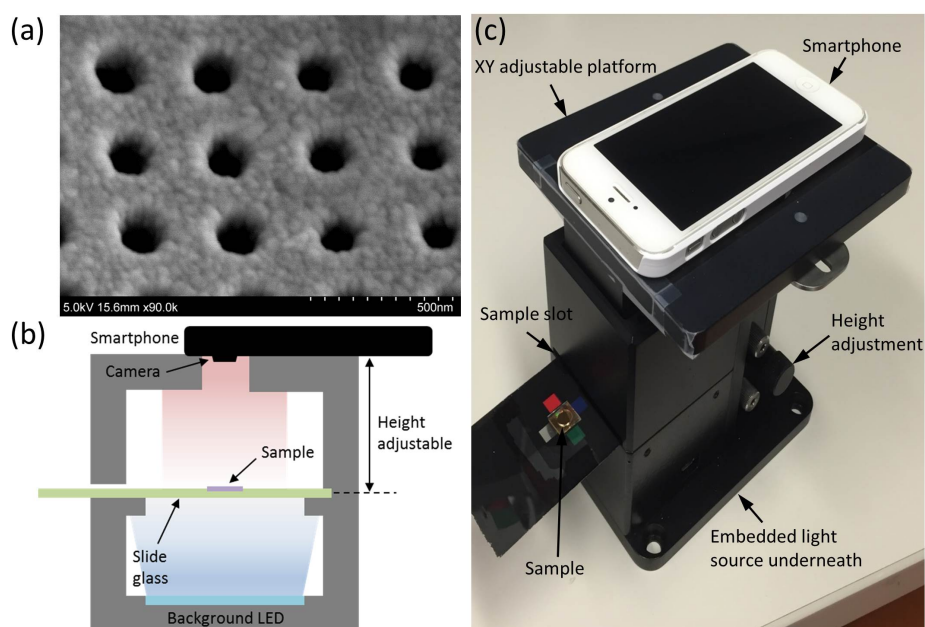 (a)
5.0kV 15.6mm x90.0k
500nm
(b)
Smartphone
Camera
Height
adjustable
Sample
Slide
glass
Background LED
(c)
XY adjustable platform
Smartphone
Sample slot
Height
adjustment
Embedded light
source underneath
Sample